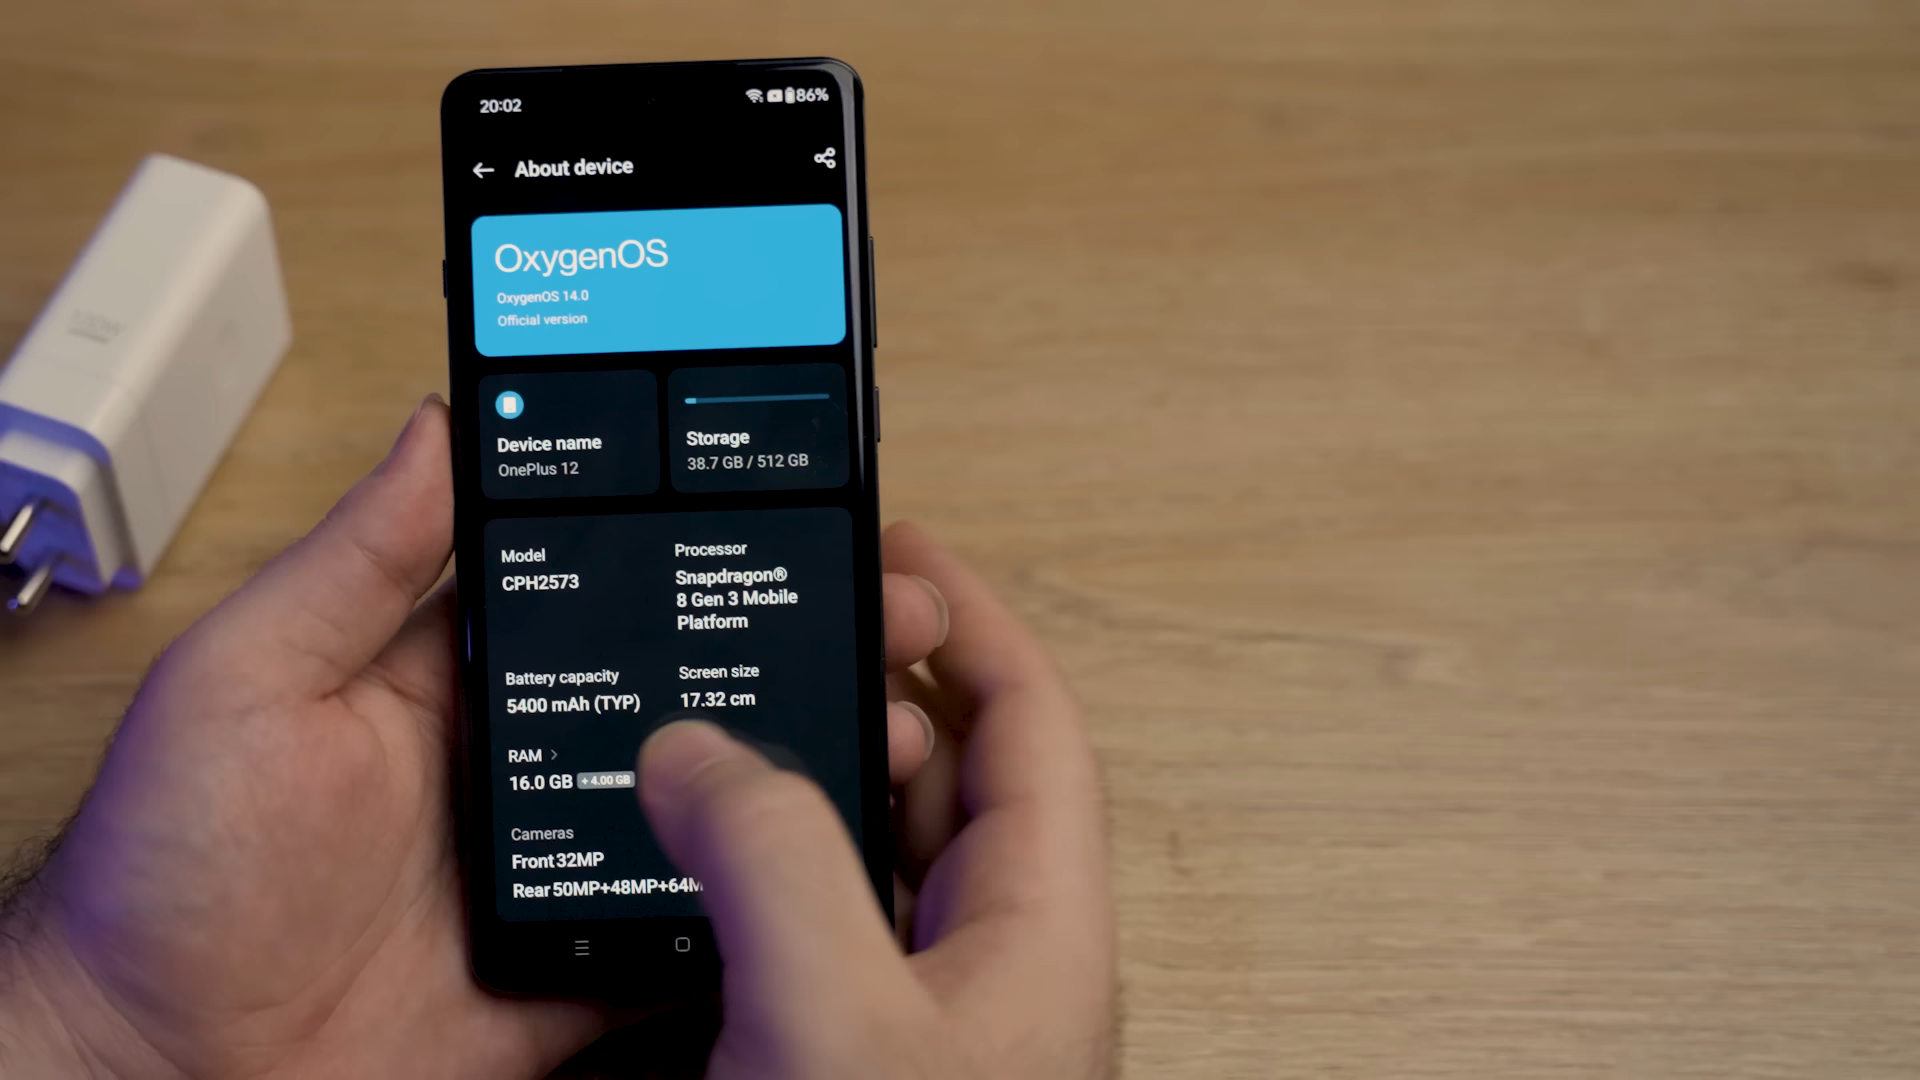 20:02
86%
About device
OxygenOS
OxygenOS 14.0
Official version
Device name
OnePlus 12
Storage
38.7 GB / 512 GB
Model
CPH2573
Processor
Snapdragon®
8 Gen 3 Mobile
Platform
Battery capacity
5400 mAh (TYP)
Screen size
17.32 cm
RAM >
16.0 GB + 4.00 GB
Cameras
Front 32MP
Rear 50MP+48MP+64M